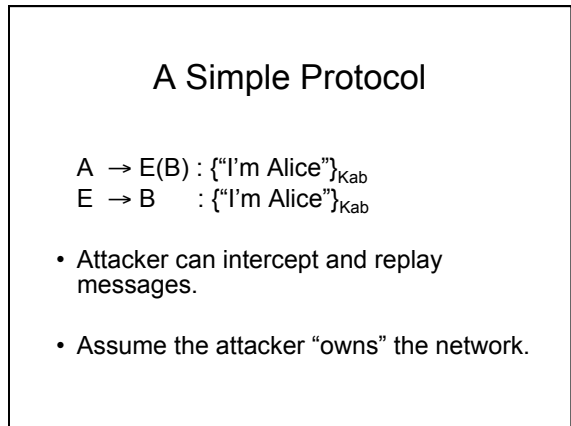 A Simple Protocol
A → E(B) : {“I'm Alice”}Kab
E → B : {“I'm Alice”}Kab
• Attacker can intercept and replay
messages.
• Assume the attacker “owns” the network.